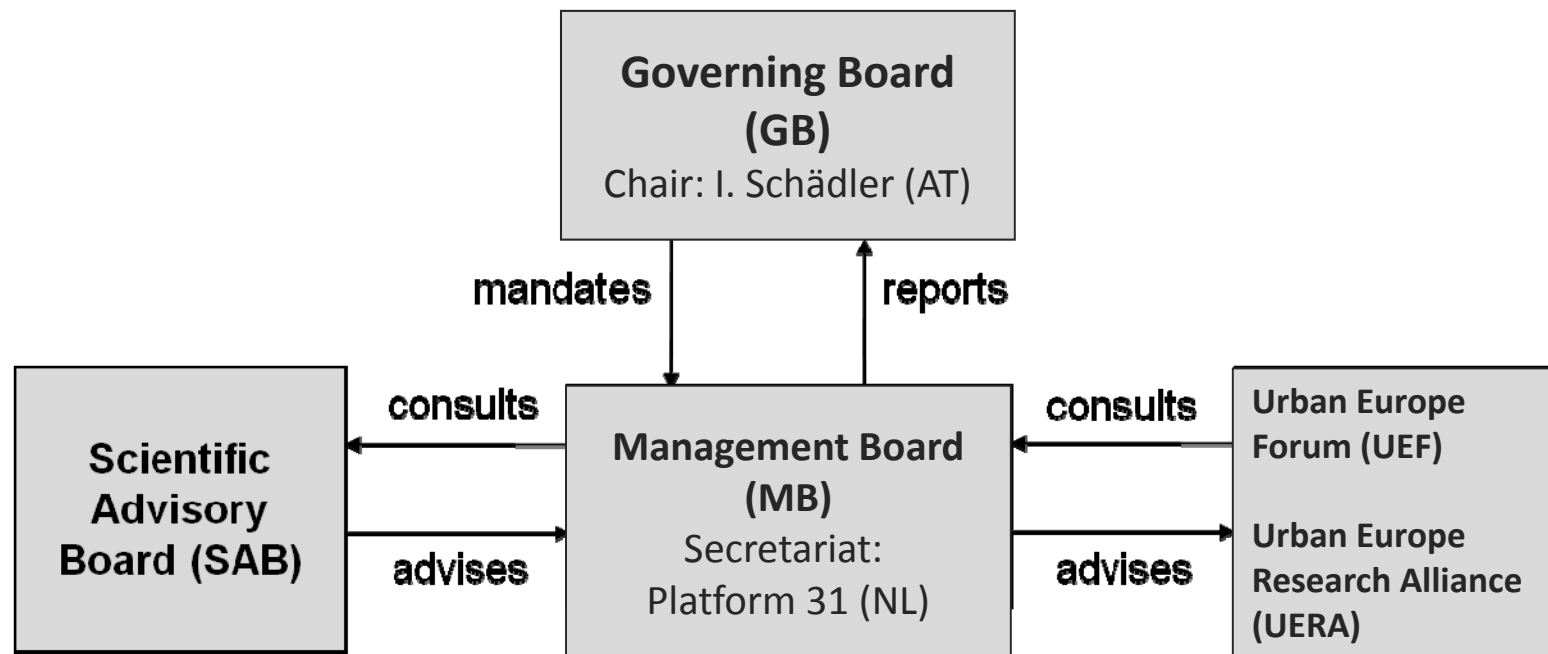 Governing Board
(GB)
Chair: I. Schädler (AT)
mandates
reports
Scientific
Advisory
Board (SAB)
consults
advises
Management Board
(MB)
Secretariat:
Platform 31 (NL)
consults
advises
Urban Europe
Forum (UEF)
Urban Europe
Research Alliance
(UERA)